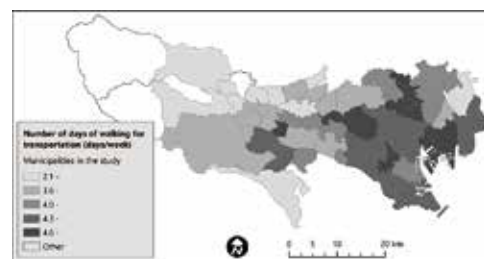 Number of days of walking for
transportation (days/week)
Municipalities in the study
2.1 -
3.6 -
4.0 -
4.3 -
4.6 -
Other
0 5 10 20 km